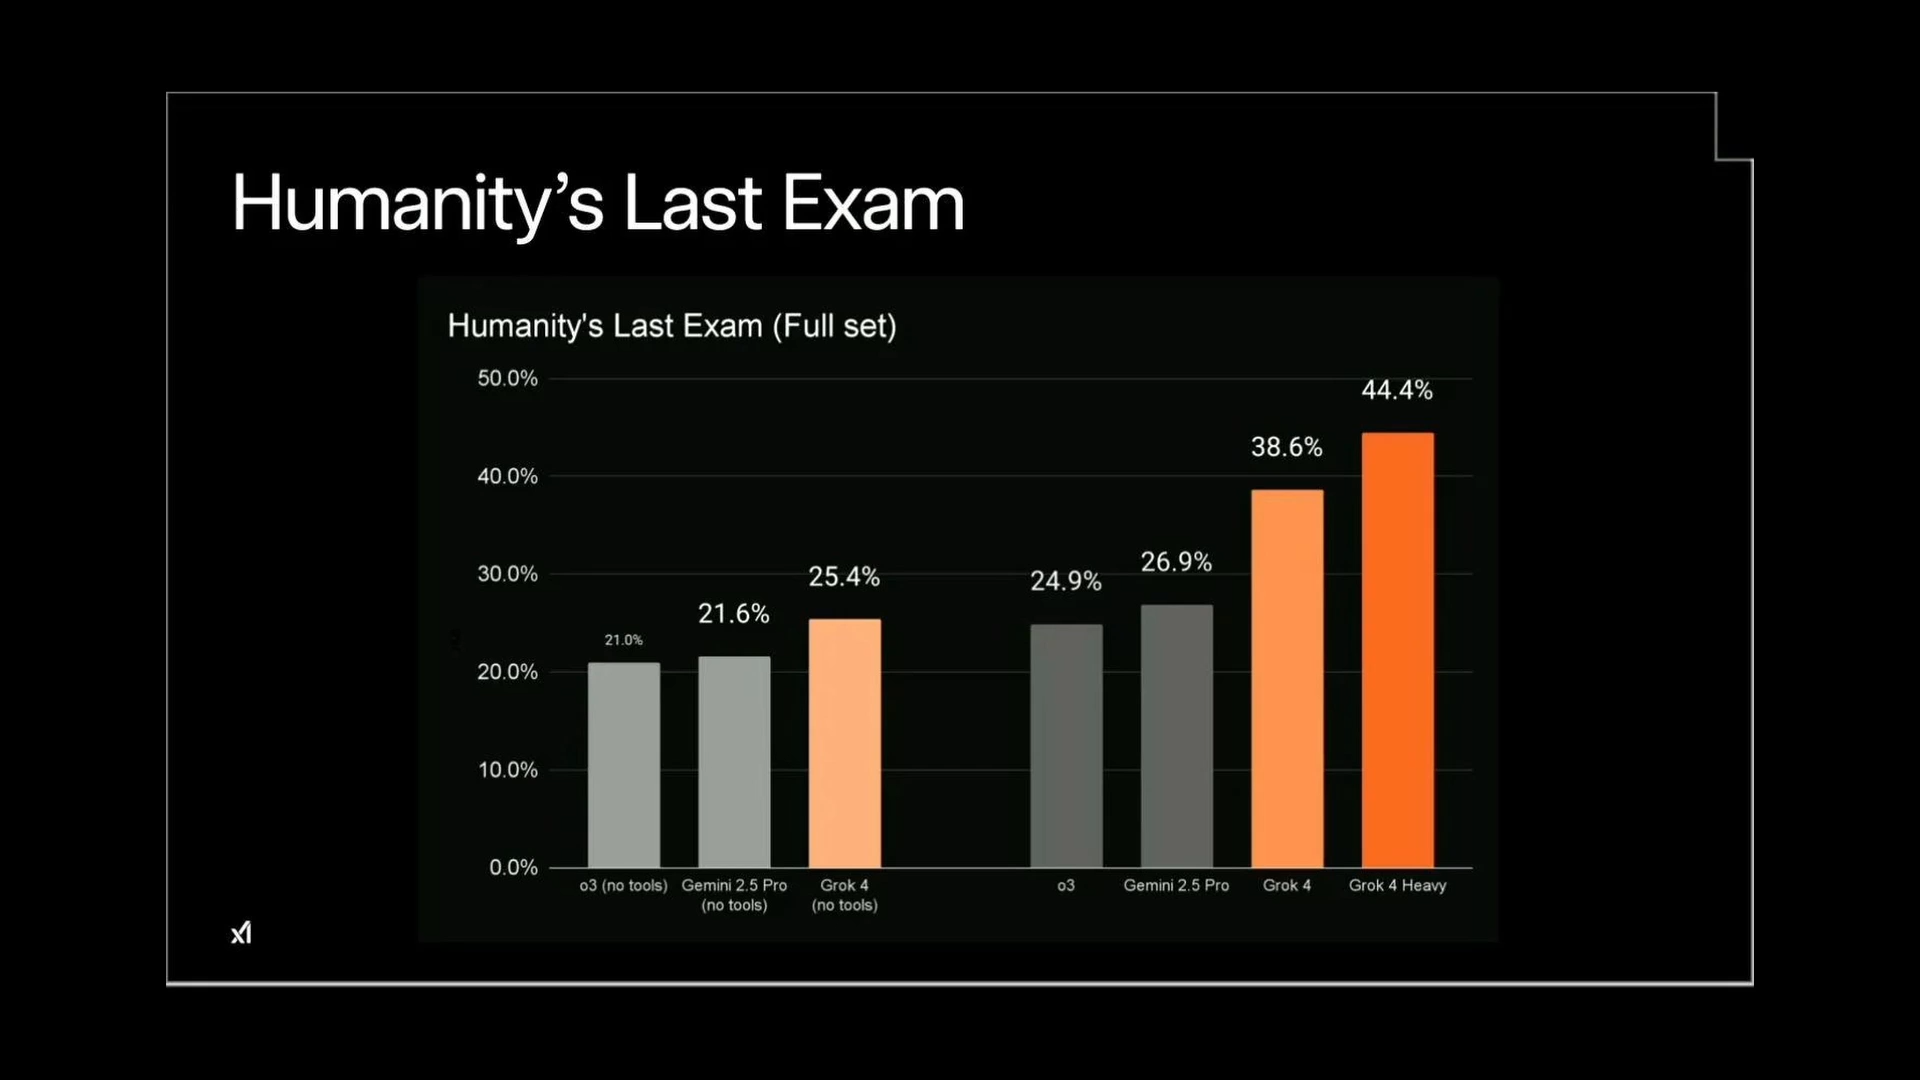 Humanity’s Last Exam
Humanity's Last Exam (Full set)
50.0%
40.0%
30.0%
20.0%
10.0%
0.0%
21.0%
21.6%
25.4%
24.9%
26.9%
38.6%
44.4%
o3 (no tools)
Gemini 2.5 Pro
(no tools)
Grok 4
(no tools)
o3
Gemini 2.5 Pro
Grok 4
Grok 4 Heavy
xI